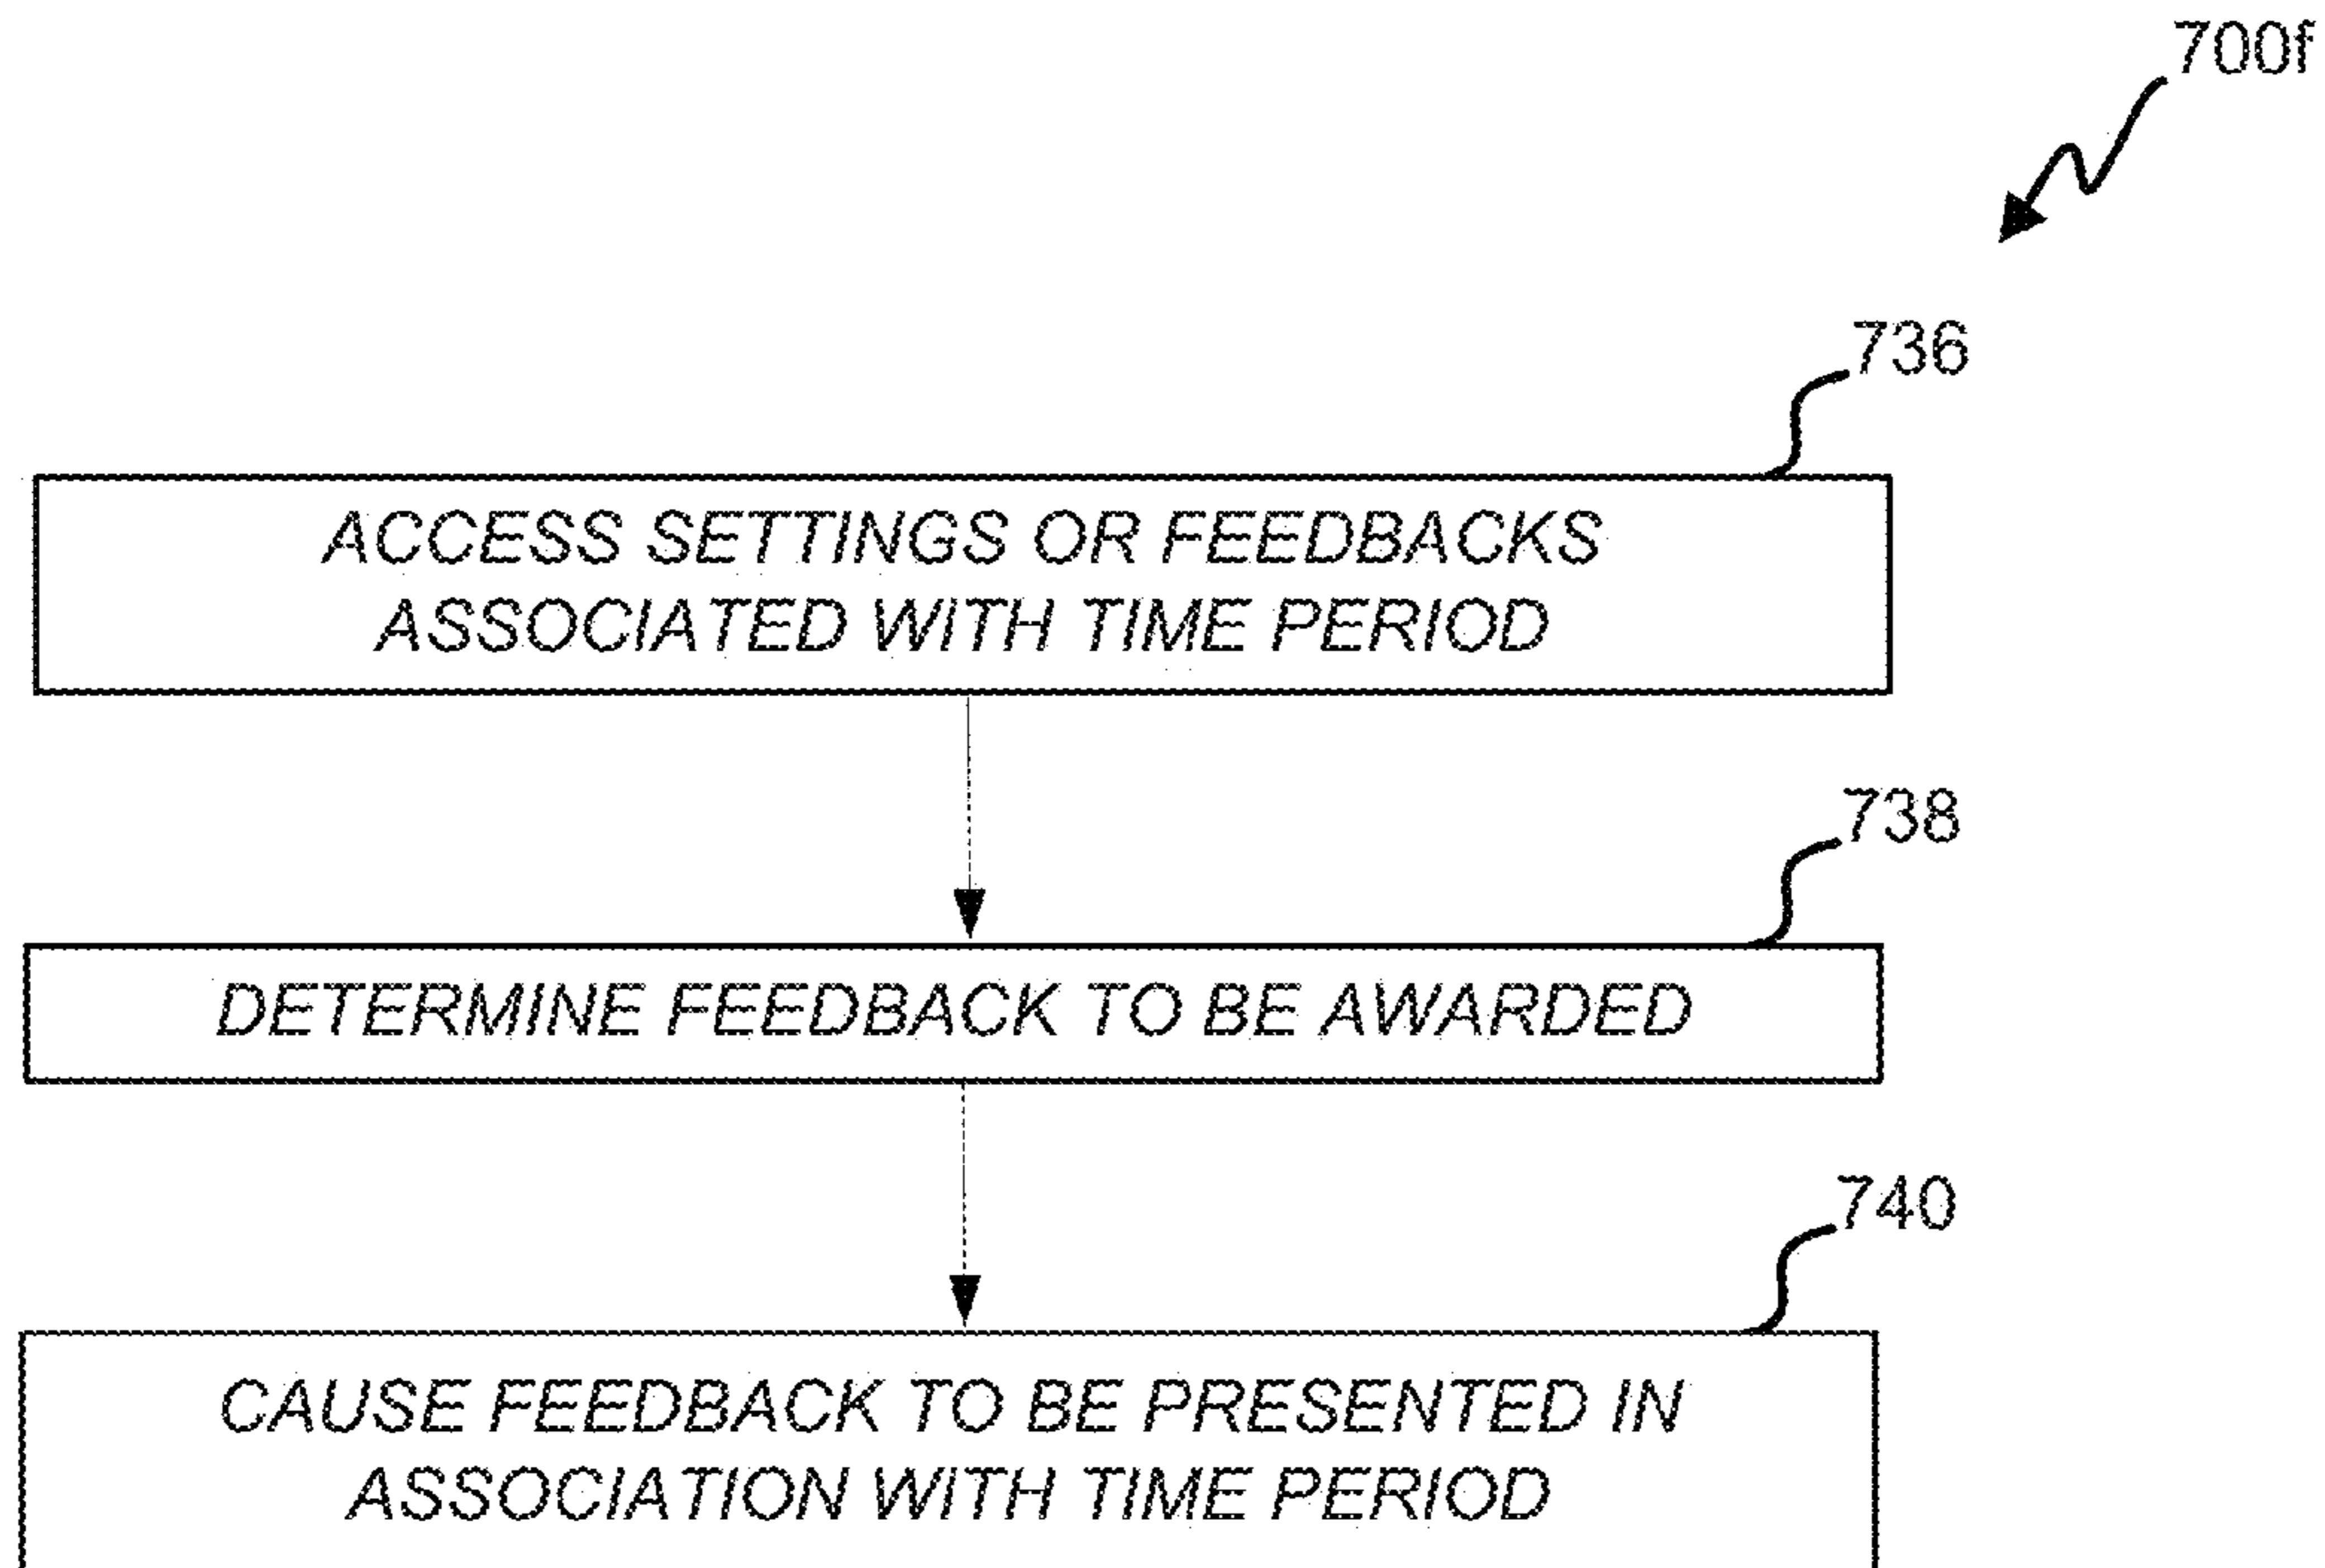 700f
736
ACCESS SETTINGS OR FEEDBACKS
ASSOCIATED WITH TIME PERIOD
738
DETERMINE FEEDBACK TO BE AWARDED
740
CAUSE FEEDBACK TO BE PRESENTED IN
ASSOCIATION WITH TIME PERIOD